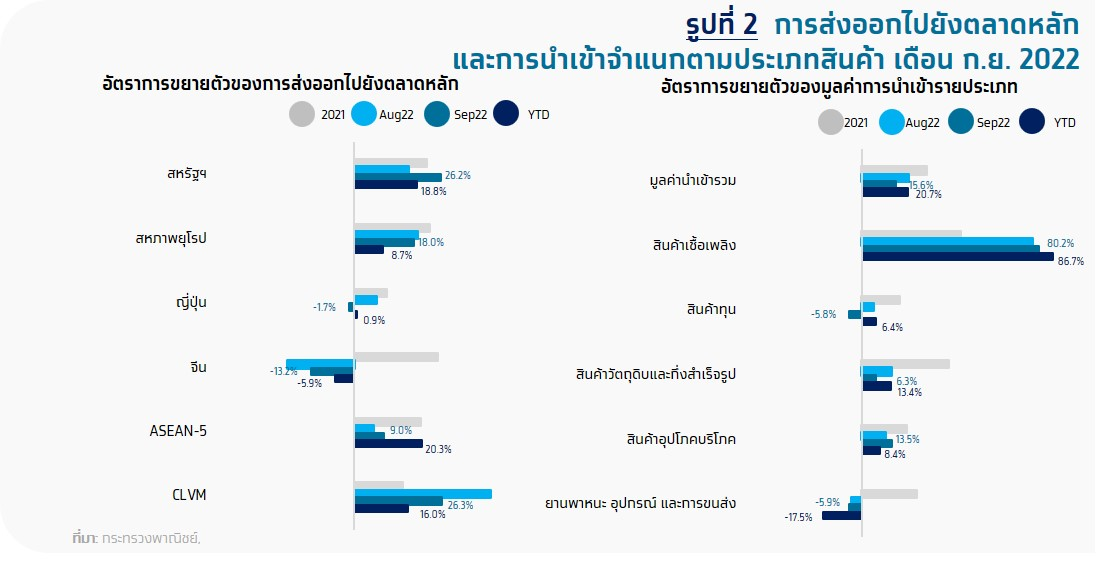 รูปที่ 2 การส่งออกไปยังตลาดหลัก
และการนำเข้าจำแนกตามประเภทสินค้า เดือน ก.ย. 2022
อัตราการขยายตัวของการส่งออกไปยังตลาดหลัก
2021 Aug22 Sep22 YTD
สหรัฐฯ
26.2%
18.8%
สหภาพยุโรป
18.0%
8.7%
ญี่ปุ่น
-1.7%
0.9%
จีน
-13.2%
-5.9%
ASEAN-5
9.0%
20.3%
CLVM
26.3%
16.0%
ที่มา: กระทรวงพาณิชย์,
อัตราการขยายตัวของมูลค่าการนำเข้ารายประเภท
2021 Aug22 Sep22 YTD
มูลค่านำเข้ารวม
15.6%
20.7%
สินค้าเชื้อเพลิง
80.2%
86.7%
สินค้าทุน
-5.8%
6.4%
สินค้าวัตถุดิบและกึ่งสำเร็จรูป
6.3%
13.4%
สินค้าอุปโภคบริโภค
13.5%
8.4%
ยานพาหนะ อุปกรณ์ และการขนส่ง
-5.9%
-17.5%